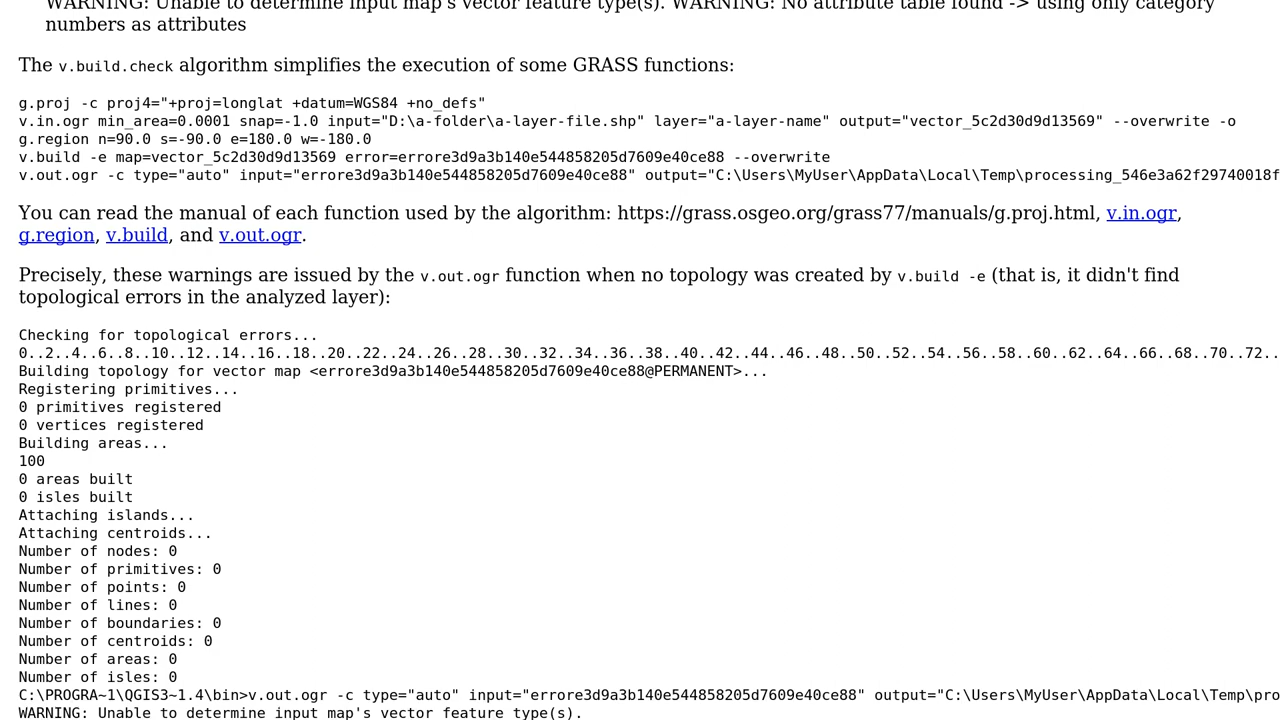 WARNING: Unable to determine input map's vector feature type(s). WARNING: No attribute table found -> using only category
numbers as attributes
The v.build.check algorithm simplifies the execution of some GRASS functions:
g.proj -c proj4="+proj=longlat +datum=WGS84 +no_defs"
v.in.ogr min_area=0.0001 snap=-1.0 input="D:\a-folder\a-layer-file.shp" layer="a-layer-name" output="vector_5c2d30d9d13569" --overwrite -o
g.region n=90.0 s=-90.0 e=180.0 w=-180.0
v.build -e map=vector_5c2d30d9d13569 error=errore3d9a3b140e544858205d7609e40ce88 --overwrite
v.out.ogr -c type="auto" input="errore3d9a3b140e544858205d7609e40ce88" output="C:\Users\MyUser\AppData\Local\Temp\processing_546e3a62f29740018f
You can read the manual of each function used by the algorithm: https://grass.osgeo.org/grass77/manuals/g.proj.html, v.in.ogr,
g.region, v.build, and v.out.ogr.
Precisely, these warnings are issued by the v.out.ogr function when no topology was created by v.build -e (that is, it didn't find
topological errors in the analyzed layer):
Checking for topological errors...
0..2..4..6..8..10..12..14..16..18..20..22..24..26..28..30..32..34..36..38..40..42..44..46..48..50..52..54..56..58..60..62..64..66..68..70..72..
Building topology for vector map <errore3d9a3b140e544858205d7609e40ce88@PERMANENT>...
Registering primitives...
0 primitives registered
0 vertices registered
Building areas...
100
0 areas built
0 isles built
Attaching islands...
Attaching centroids...
Number of nodes: 0
Number of primitives: 0
Number of points: 0
Number of lines: 0
Number of boundaries: 0
Number of centroids: 0
Number of areas: 0
Number of isles: 0
C:\PROGRA~1\QGIS3~1.4\bin>v.out.ogr -c type="auto" input="errore3d9a3b140e544858205d7609e40ce88" output="C:\Users\MyUser\AppData\Local\Temp\pro
WARNING: Unable to determine input map's vector feature type(s).